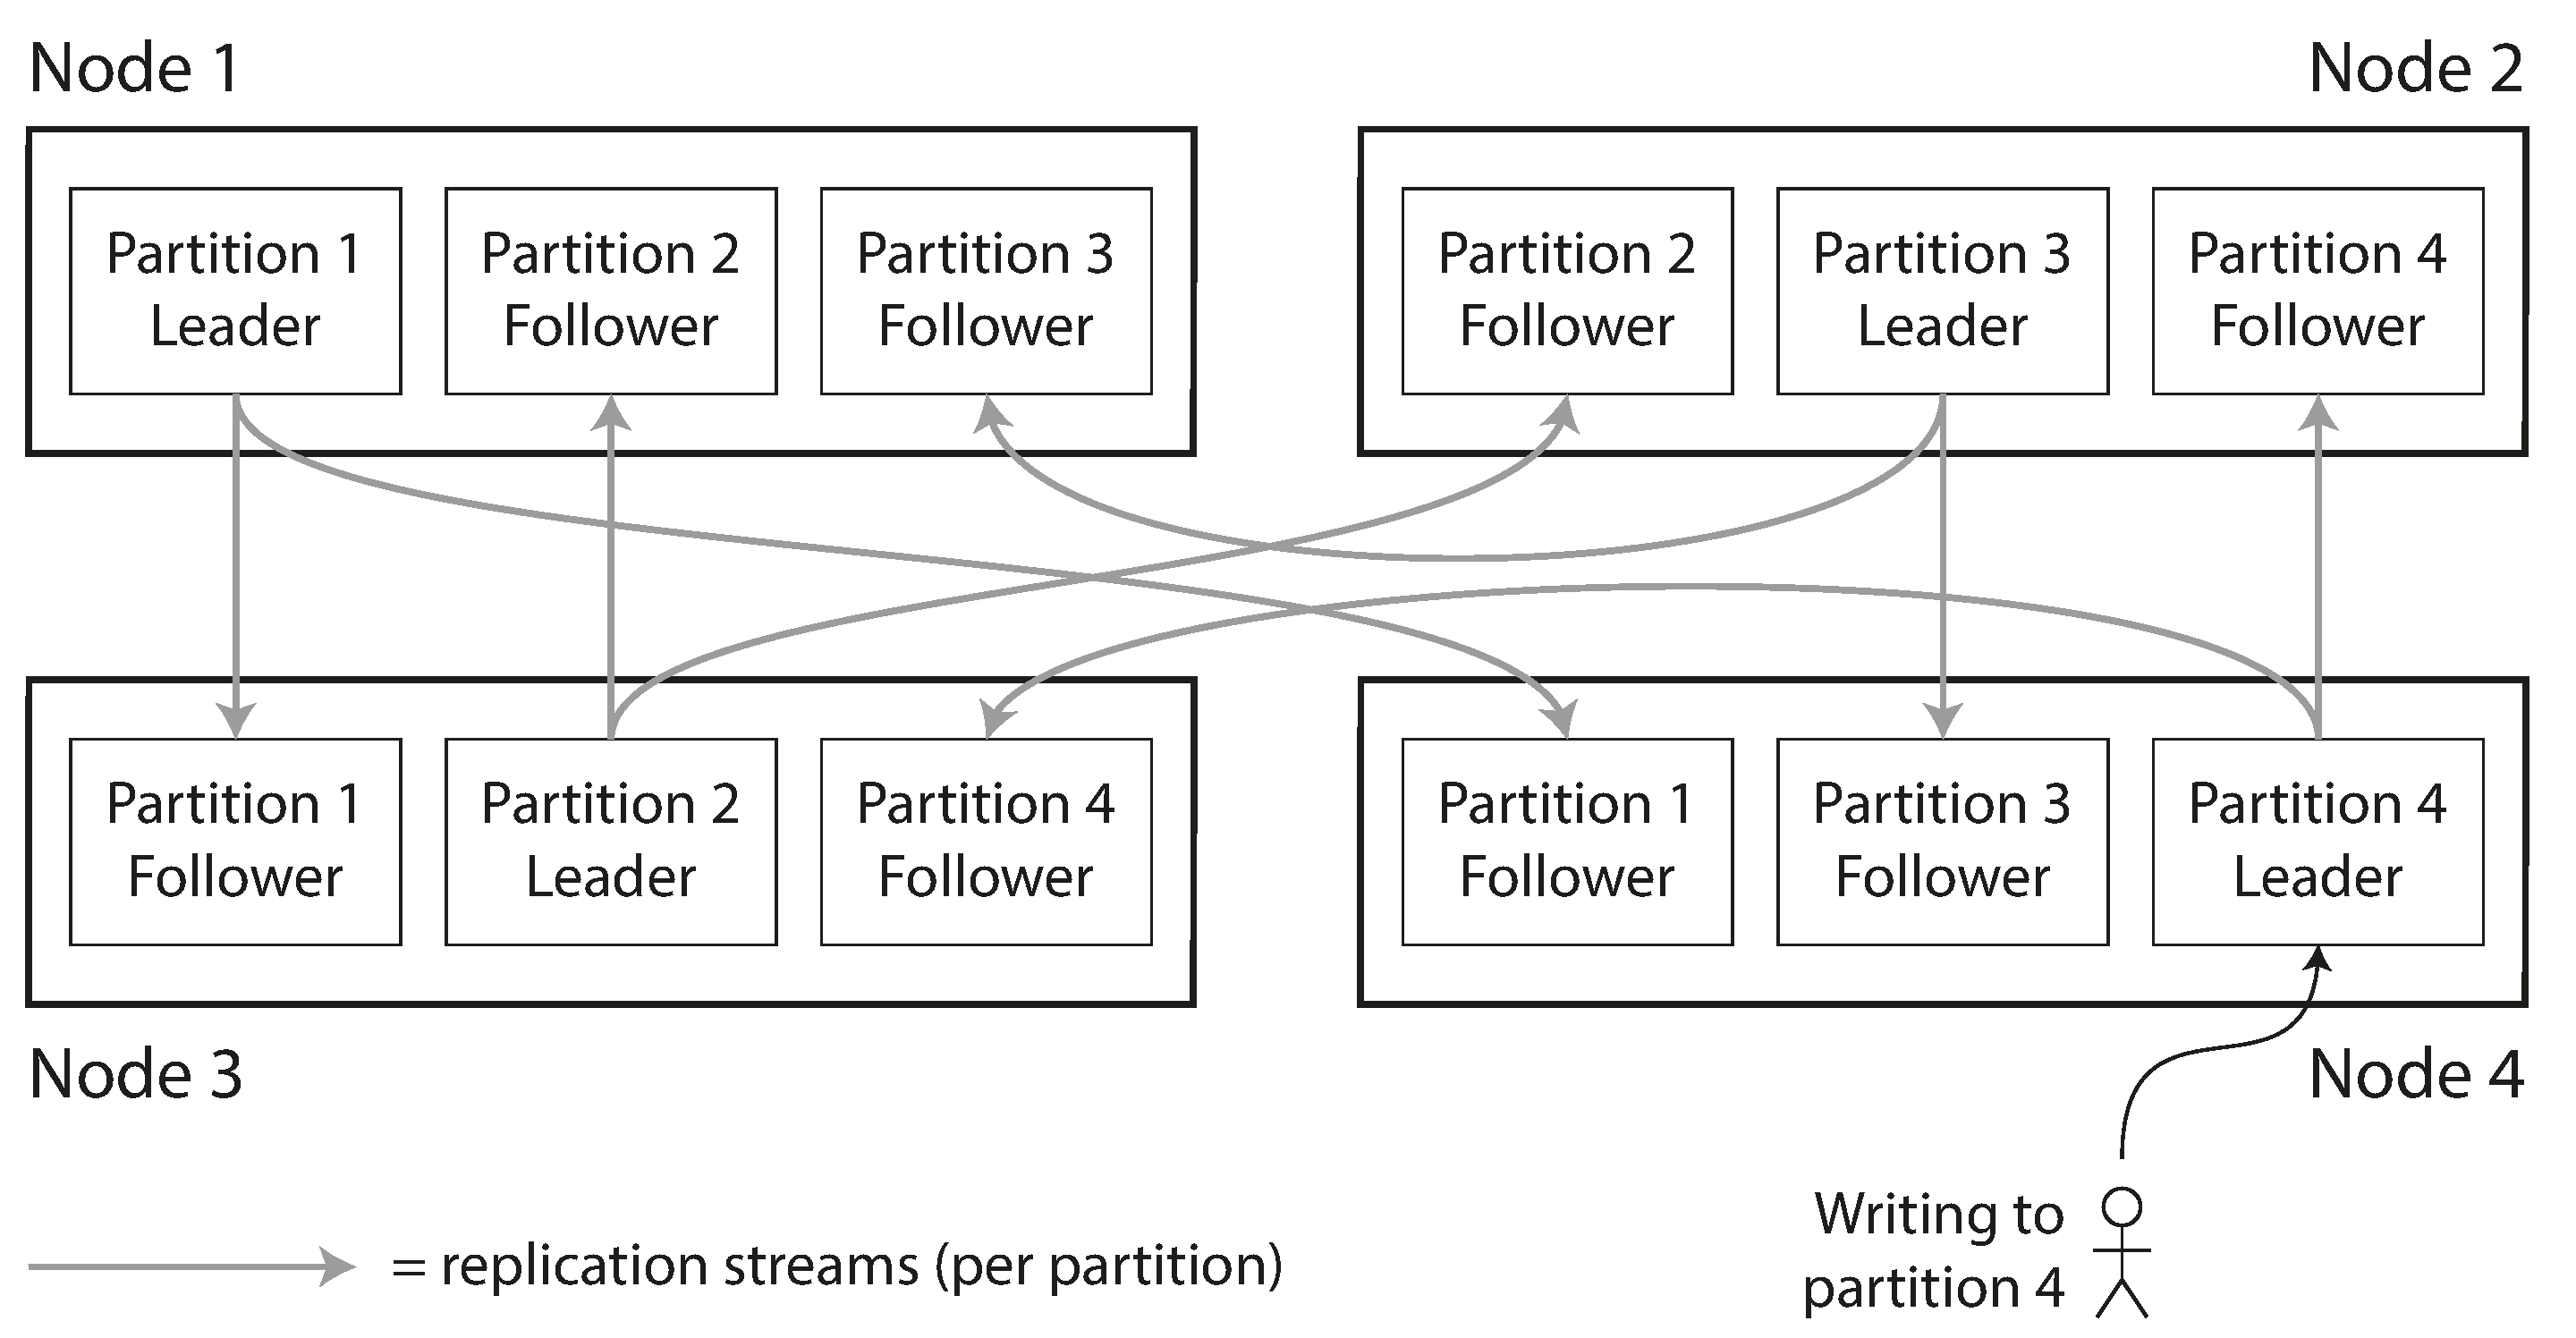 Node 1
Node 2
Partition 1
Leader
Partition 2
Follower
Partition 3
Follower
Partition 2
Follower
Partition 3
Leader
Partition 4
Follower
Partition 1
Follower
Partition 2
Leader
Partition 4
Follower
Partition 1
Follower
Partition 3
Follower
Partition 4
Leader
Node 3
Node 4
= replication streams (per partition)
Writing to
partition 4